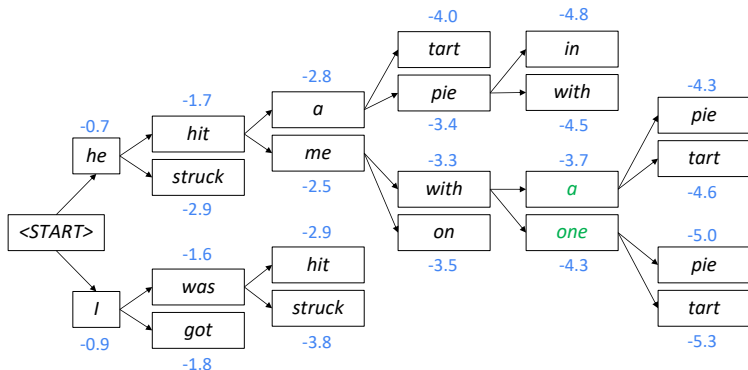 -4.0
-4.8
tart
in
-2.8
-4.3
-1.7
a
pie
with
pie
-0.7
hit
-3.4
-4.5
he
me
-3.3
-3.7
tart
struck
-2.5
with
a
-4.6
-2.9
<START>
-2.9
on
one
-5.0
-1.6
hit
-3.5
-4.3
pie
I
was
struck
tart
-0.9
got
-3.8
-5.3
-1.8